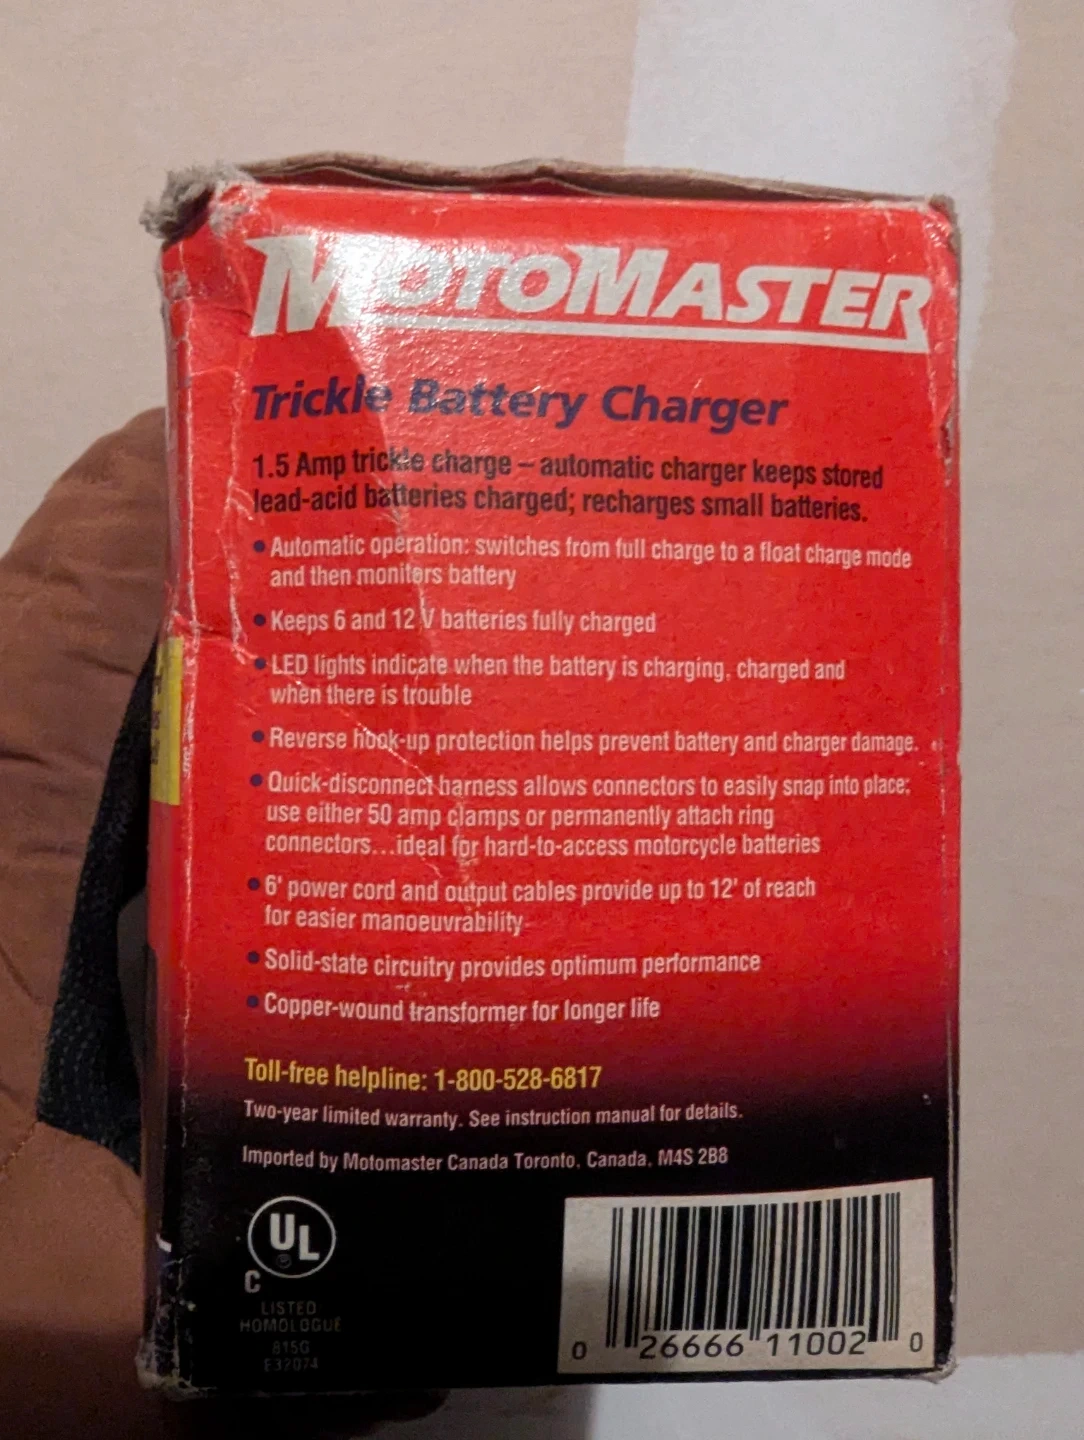 MOTOMASTER
Trickle Battery Charger
1.5 Amp trickle charge – automatic charger keeps stored
lead-acid batteries charged; recharges small batteries.
• Automatic operation: switches from full charge to a float charge mode
and then monitors battery
• Keeps 6 and 12 V batteries fully charged
• LED lights indicate when the battery is charging, charged and
when there is trouble
• Reverse hook-up protection helps prevent battery and charger damage.
• Quick-disconnect harness allows connectors to easily snap into place;
use either 50 amp clamps or permanently attach ring
connectors...ideal for hard-to-access motorcycle batteries
• 6' power cord and output cables provide up to 12' of reach
for easier manoeuvrability
• Solid-state circuitry provides optimum performance
• Copper-wound transformer for longer life
Toll-free helpline: 1-800-528-6817
Two-year limited warranty. See instruction manual for details.
Imported by Motomaster Canada Toronto, Canada, M4S 2B8
UL
®
C
LISTED
HOMOLOGUE
815G
E32074
0 26666 11002 0